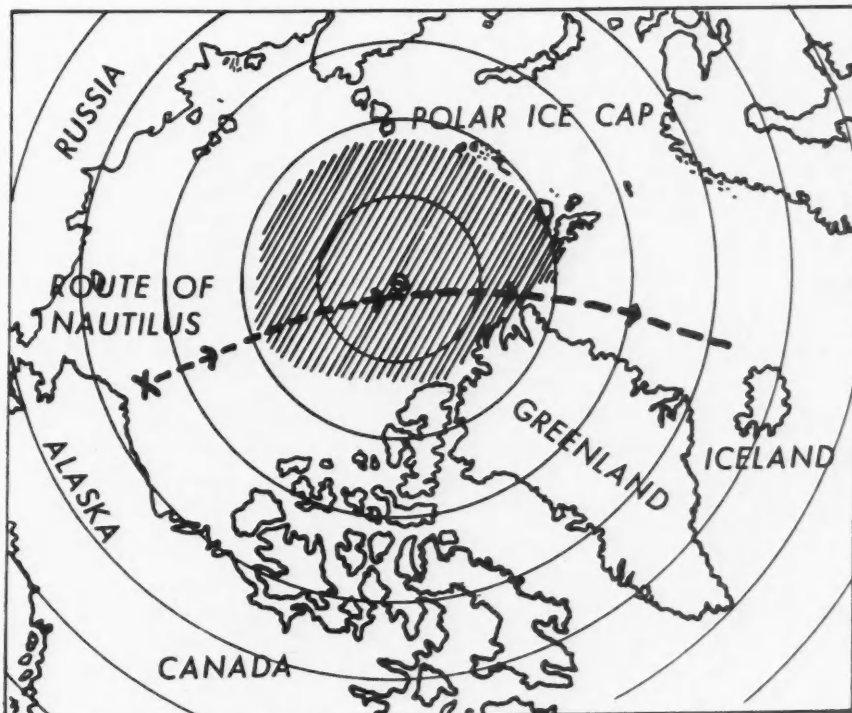 RUSSIA
POLAR ICE CAP
ROUTE OF
NAUTILUS
ALASKA
GREENLAND
ICELAND
CANADA